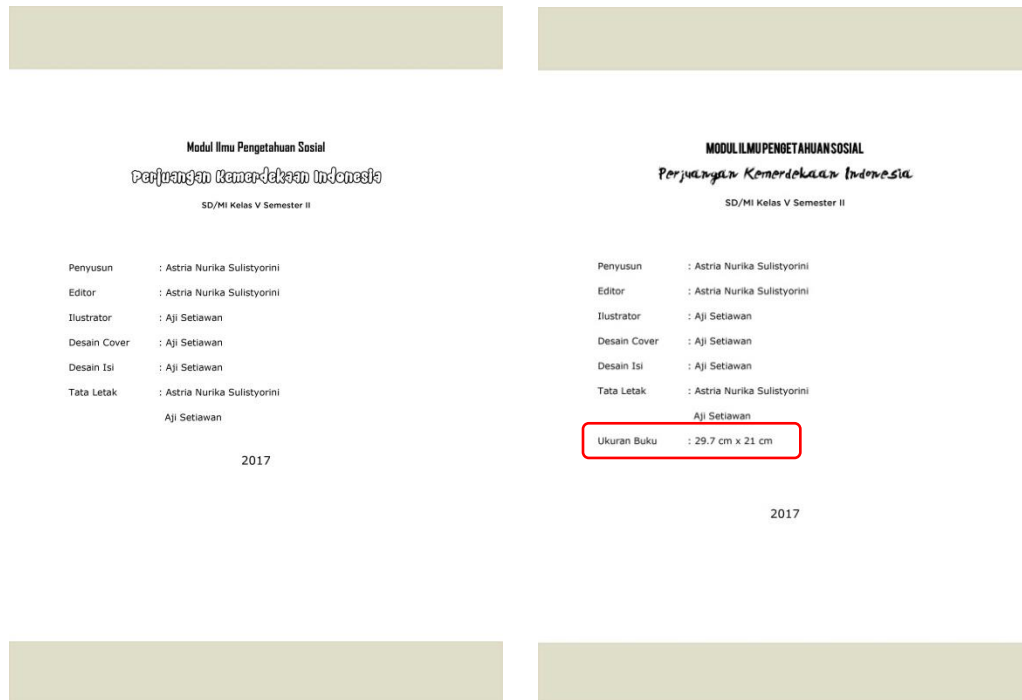 Modul Ilmu Pengetahuan Sosial
Perjuangan Kemerdekaan Indonesia
SD/MI Kelas V Semester II
Penyusun : Astria Nurika Sulistyorini
Editor : Astria Nurika Sulistyorini
Ilustrator : Aji Setiawan
Desain Cover : Aji Setiawan
Desain Isi : Aji Setiawan
Tata Letak : Astria Nurika Sulistyorini
Aji Setiawan
2017
MODUL ILMU PENGETAHUAN SOSIAL
Perjuangan Kemerdekaan Indonesia
SD/MI Kelas V Semester II
Penyusun : Astria Nurika Sulistyorini
Editor : Astria Nurika Sulistyorini
Ilustrator : Aji Setiawan
Desain Cover : Aji Setiawan
Desain Isi : Aji Setiawan
Tata Letak : Astria Nurika Sulistyorini
Aji Setiawan
Ukuran Buku : 29.7 cm x 21 cm
2017